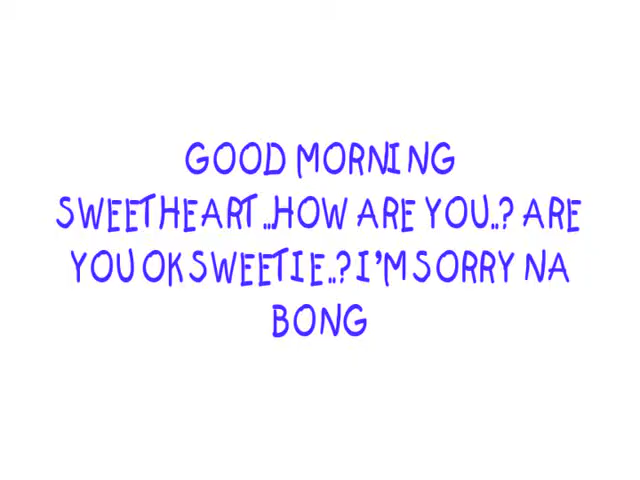 GOOD MORNING
SWEETHEART..HOW ARE YOU..? ARE
YOU OK SWEETIE..? I'M SORRY NA
BONG